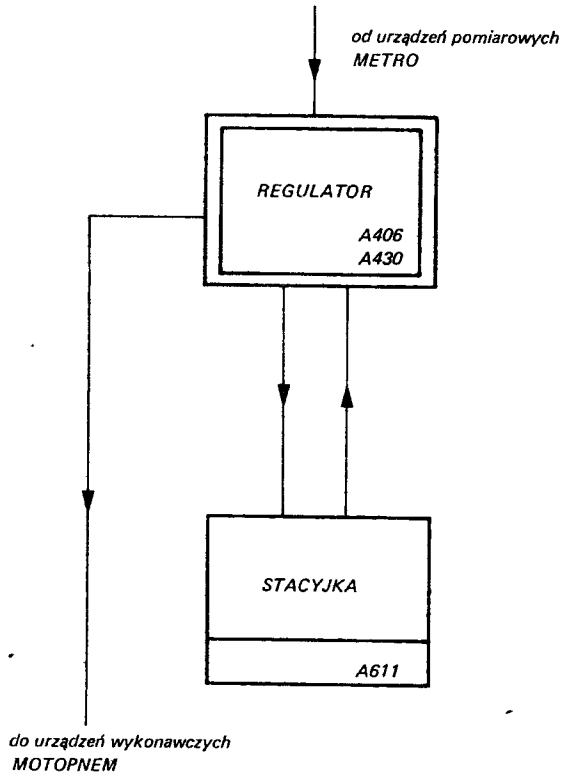 od urządzeń pomiarowych
METRO
REGULATOR
A406
A430
STACYJKA
A611
do urządzeń wykonawczych
MOTOPNEM